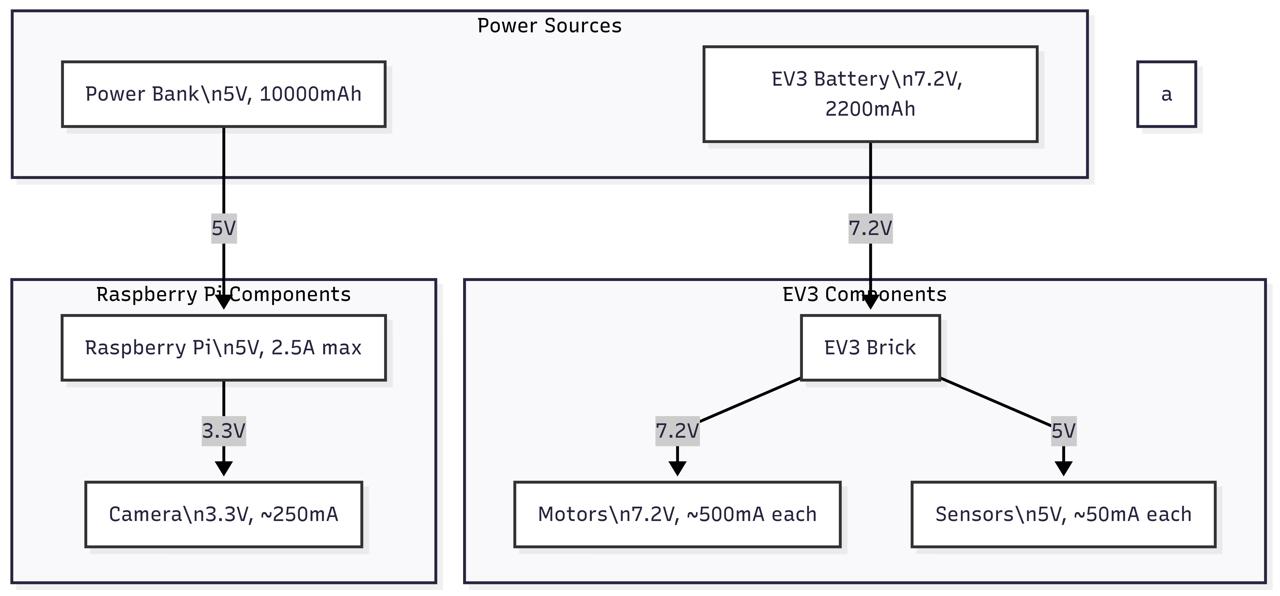 Power Sources
Power Bank\n5V, 10000mAh
EV3 Battery\n7.2V,
2200mAh
a
5V
7.2V
Raspberry Pi Components
EV3 Components
Raspberry Pi\n5V, 2.5A max
EV3 Brick
3.3V
7.2V
5V
Camera\n3.3V, ~250mA
Motors\n7.2V, ~500mA each
Sensors\n5V, ~50mA each